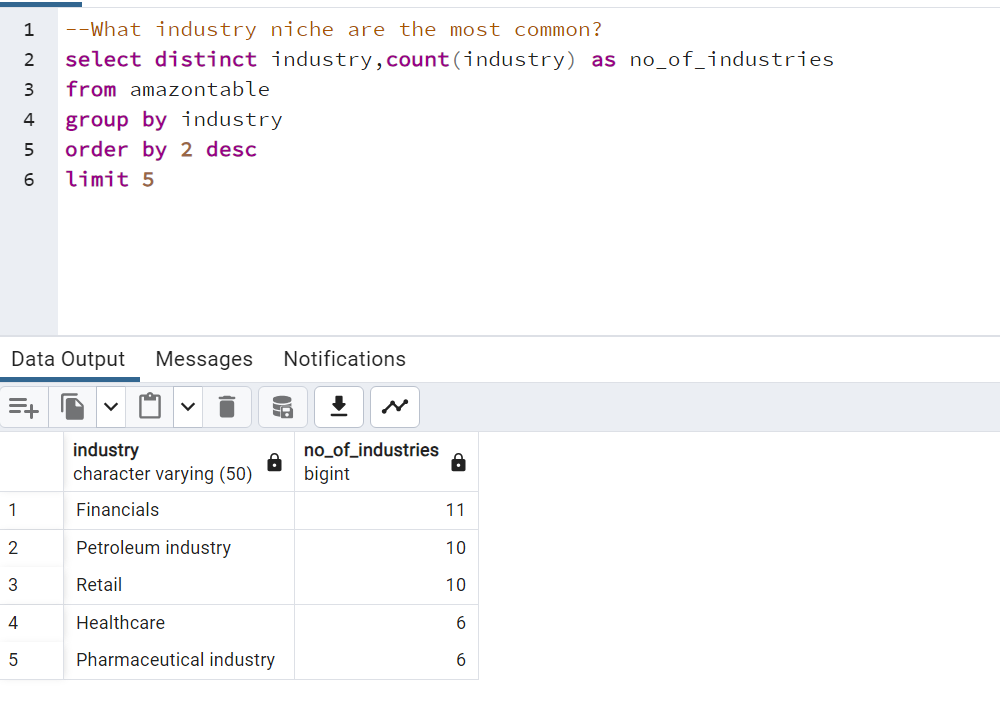 1 --What industry niche are the most common?
2 select distinct industry,count(industry) as no_of_industries
3 from amazontable
4 group by industry
5 order by 2 desc
6 limit 5
Data Output Messages Notifications
industry no_of_industries
character varying (50) bigint
1 Financials 11
2 Petroleum industry 10
3 Retail 10
4 Healthcare 6
5 Pharmaceutical industry 6